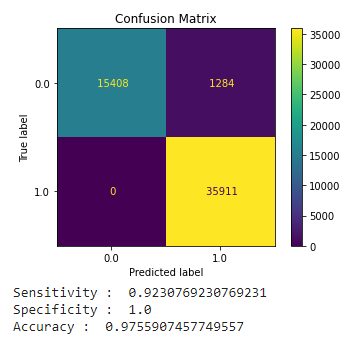 Confusion Matrix
35000
30000
0.0 15408 1284
25000
20000
True label
15000
1.0 0 35911
10000
5000
0
0.0 1.0
Predicted label
Sensitivity : 0.9230769230769231
Specificity : 1.0
Accuracy : 0.9755907457749557